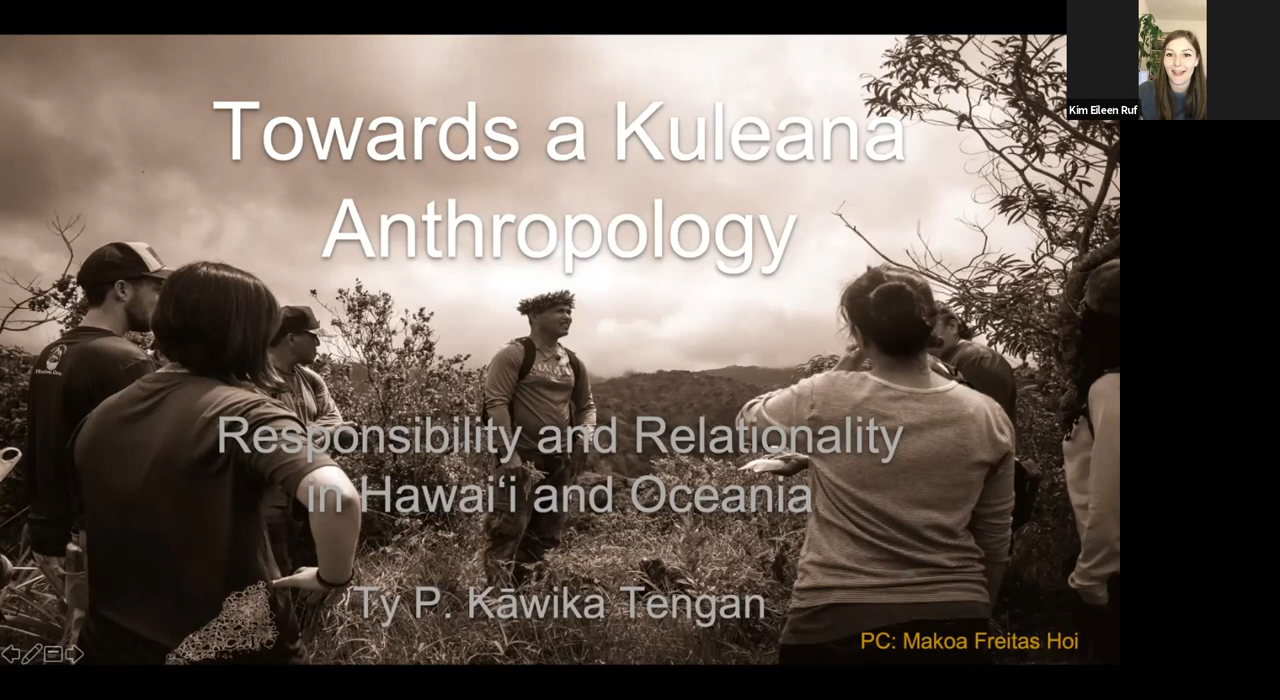 Towards a Kuleana
Anthropology
Responsibility and Relationality
in Hawaiʻi and Oceania
Ty P. Kāwika Tengan
PC: Makoa Freitas Hoi
Kim Eileen Ruf